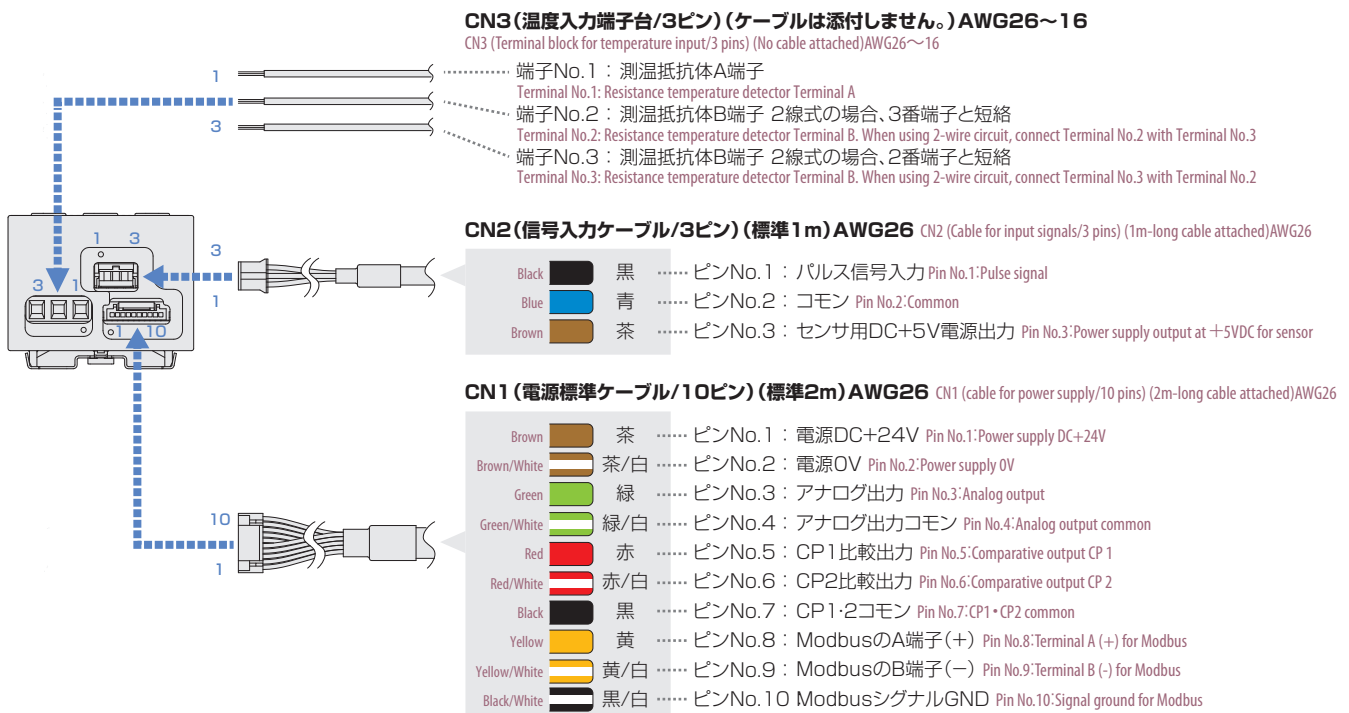 CN3(温度入力端子台/3ピン)(ケーブルは添付しません。)AWG26〜16
CN3 (Terminal block for temperature input/3 pins) (No cable attached)AWG26〜16
1
端子No.1：測温抵抗体A端子
Terminal No.1: Resistance temperature detector Terminal A
端子No.2：測温抵抗体B端子 2線式の場合、3番端子と短絡
Terminal No.2: Resistance temperature detector Terminal B. When using 2-wire circuit, connect Terminal No.2 with Terminal No.3
3
端子No.3：測温抵抗体B端子 2線式の場合、2番端子と短絡
Terminal No.3: Resistance temperature detector Terminal B. When using 2-wire circuit, connect Terminal No.3 with Terminal No.2
1 3
3 1
1 10
CN2(信号入力ケーブル/3ピン)(標準1m)AWG26 CN2 (Cable for input signals/3 pins) (1m-long cable attached)AWG26
3
1
Black 黒 ピンNo.1：パルス信号入力 Pin No.1:Pulse signal
Blue 青 ピンNo.2：コモン Pin No.2:Common
Brown 茶 ピンNo.3：センサ用DC+5V電源出力 Pin No.3:Power supply output at ＋5VDC for sensor
CN1(電源標準ケーブル/10ピン)(標準2m)AWG26 CN1 (cable for power supply/10 pins) (2m-long cable attached)AWG26
10
1
Brown 茶 ピンNo.1：電源DC+24V Pin No.1:Power supply DC+24V
Brown/White 茶/白 ピンNo.2：電源0V Pin No.2:Power supply 0V
Green 緑 ピンNo.3：アナログ出力 Pin No.3:Analog output
Green/White 緑/白 ピンNo.4：アナログ出力コモン Pin No.4:Analog output common
Red 赤 ピンNo.5：CP1比較出力 Pin No.5:Comparative output CP 1
Red/White 赤/白 ピンNo.6：CP2比較出力 Pin No.6:Comparative output CP 2
Black 黒 ピンNo.7：CP1·2コモン Pin No.7:CP1•CP2 common
Yellow 黄 ピンNo.8：ModbusのA端子(+) Pin No.8:Terminal A (+) for Modbus
Yellow/White 黄/白 ピンNo.9：ModbusのB端子(−) Pin No.9:Terminal B (-) for Modbus
Black/White 黒/白 ピンNo.10 ModbusシグナルGND Pin No.10:Signal ground for Modbus